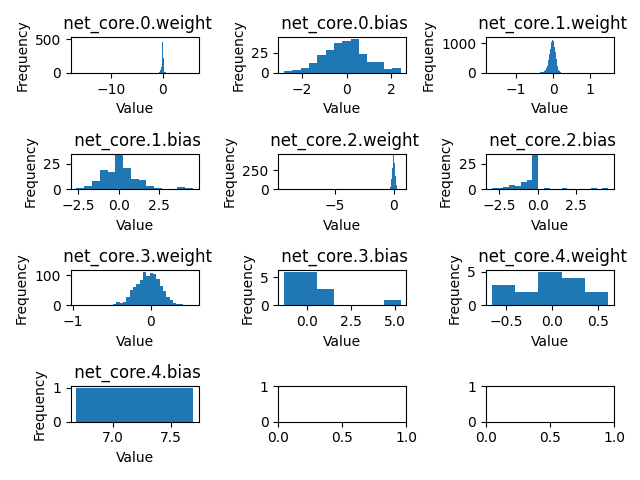 net_core.0.weight
net_core.0.bias
net_core.1.weight
Frequency
500
0
−10
0
Value
Frequency
25
0
−2
0
2
Value
Frequency
1000
0
−1
0
1
Value
net_core.1.bias
net_core.2.weight
net_core.2.bias
Frequency
25
0
−2.5
0.0
2.5
Value
Frequency
250
0
−5
0
Value
Frequency
25
0
−2.5
0.0
2.5
Value
net_core.3.weight
net_core.3.bias
net_core.4.weight
Frequency
100
0
−1
0
Value
Frequency
5
0
0.0
2.5
5.0
Value
Frequency
5
0
−0.5
0.0
0.5
Value
net_core.4.bias
Frequency
1
0
7.0
7.5
Value
1
0
0.0
0.5
1.0
1
0
0.0
0.5
1.0